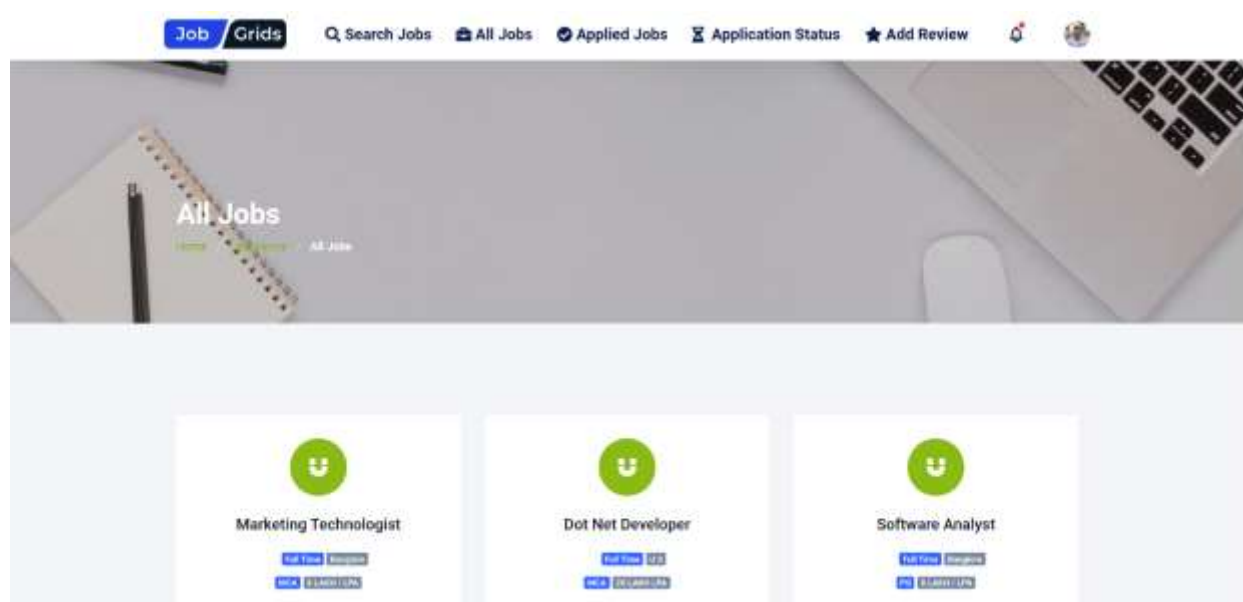 Job Grids Search Jobs All Jobs Applied Jobs Application Status Add Review
All Jobs
Home All Jobs
Marketing Technologist Dot Net Developer Software Analyst
Full Time Full Time Full Time
MCA MCA PG